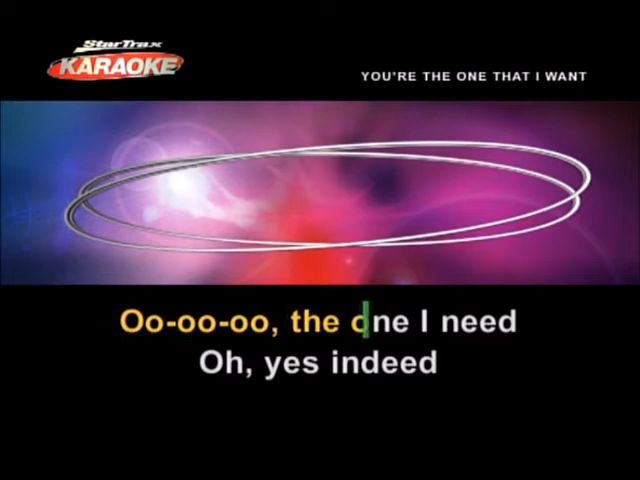 StarTrax
KARAOKE
YOU'RE THE ONE THAT I WANT
Oo-oo-oo, the one I need
Oh, yes indeed